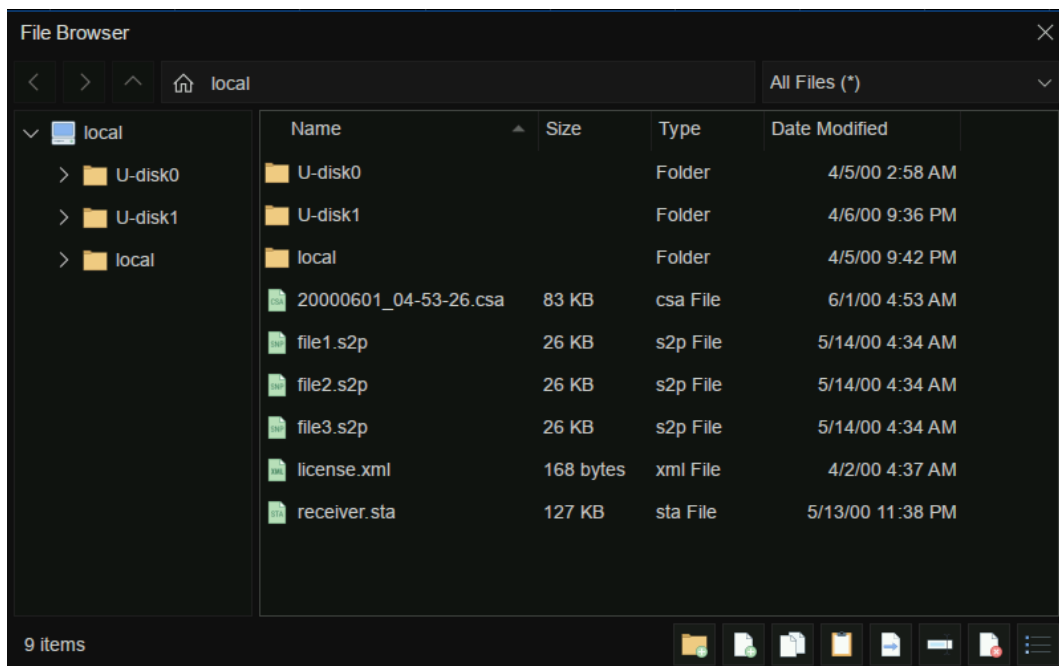 File Browser
local
All Files (*)
local
U-disk0
U-disk1
local
Name Size Type Date Modified
U-disk0 Folder 4/5/00 2:58 AM
U-disk1 Folder 4/6/00 9:36 PM
local Folder 4/5/00 9:42 PM
CSA 20000601_04-53-26.csa 83 KB csa File 6/1/00 4:53 AM
SNP file1.s2p 26 KB s2p File 5/14/00 4:34 AM
SNP file2.s2p 26 KB s2p File 5/14/00 4:34 AM
SNP file3.s2p 26 KB s2p File 5/14/00 4:34 AM
XML license.xml 168 bytes xml File 4/2/00 4:37 AM
STA receiver.sta 127 KB sta File 5/13/00 11:38 PM
9 items